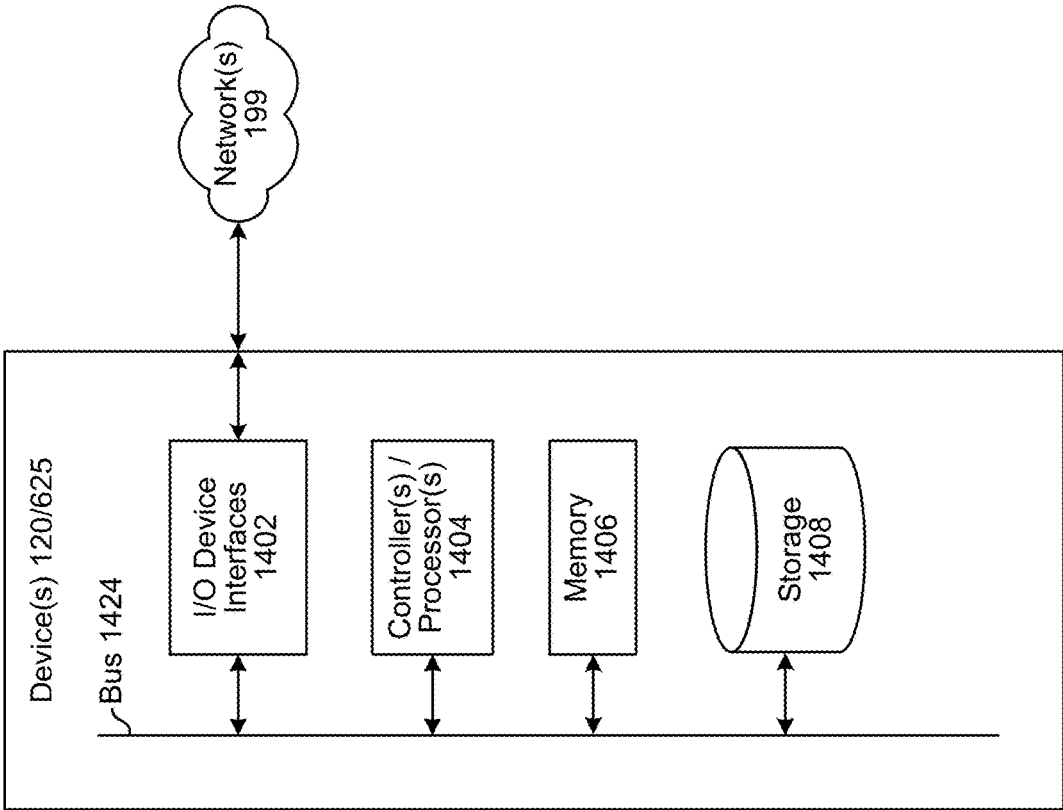 Device(s) 120/625
Bus 1424
I/O Device
Interfaces
1402
Controller(s) /
Processor(s)
1404
Memory
1406
Storage
1408
Network(s)
199